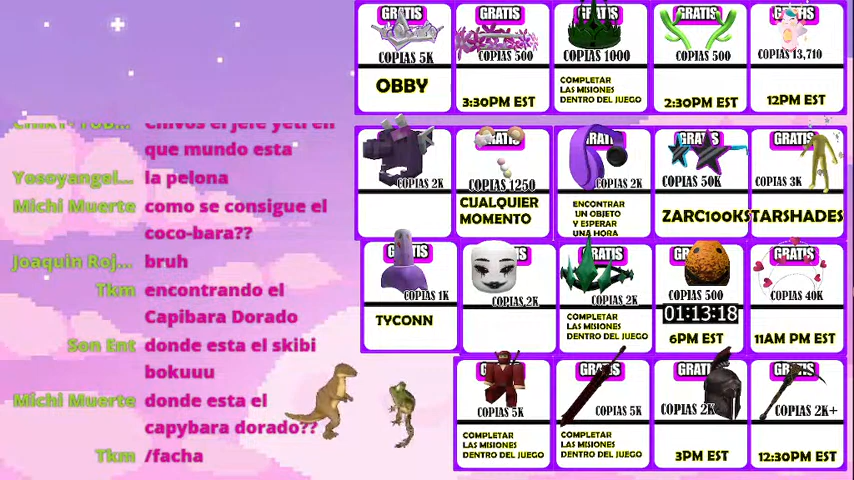 Chivos el jefe yeti en
que mundo esta
Yosoyangel... la pelona
Michi Muerte como se consigue el
coco-bara??
Joaquin Roj... bruh
Tkm encontrando el
Capibara Dorado
Son Ent donde esta el skibi
bokuuu
Michi Muerte donde esta el
capybara dorado??
Tkm /facha
GRATIS
COPIAS 5K
OBBY
GRATIS
COPIAS 500
3:30PM EST
GRATIS
COPIAS 1000
COMPLETAR
LAS MISIONES
DENTRO DEL JUEGO
GRATIS
COPIAS 500
2:30PM EST
GRATIS
COPIAS 13,710
12PM EST
COPIAS 2K
GRATIS
COPIAS 1250
CUALQUIER
MOMENTO
GRATIS
COPIAS 2K
ENCONTRAR
UN OBJETO
Y ESPERAR
UNA HORA
GRATIS
COPIAS 50K
ZARC100KSTARSHADES
GRATIS
COPIAS 3K
GRATIS
COPIAS 1K
TYCONN
GRATIS
COPIAS 2K
GRATIS
COPIAS 2K
COMPLETAR
LAS MISIONES
DENTRO DEL JUEGO
GRATIS
COPIAS 500
01:13:18
6PM EST
GRATIS
COPIAS 40K
11AM PM EST
GRATIS
COPIAS 5K
COMPLETAR
LAS MISIONES
DENTRO DEL JUEGO
GRATIS
COPIAS 5K
COMPLETAR
LAS MISIONES
DENTRO DEL JUEGO
GRATIS
COPIAS 2K
3PM EST
GRATIS
COPIAS 2K+
12:30PM EST